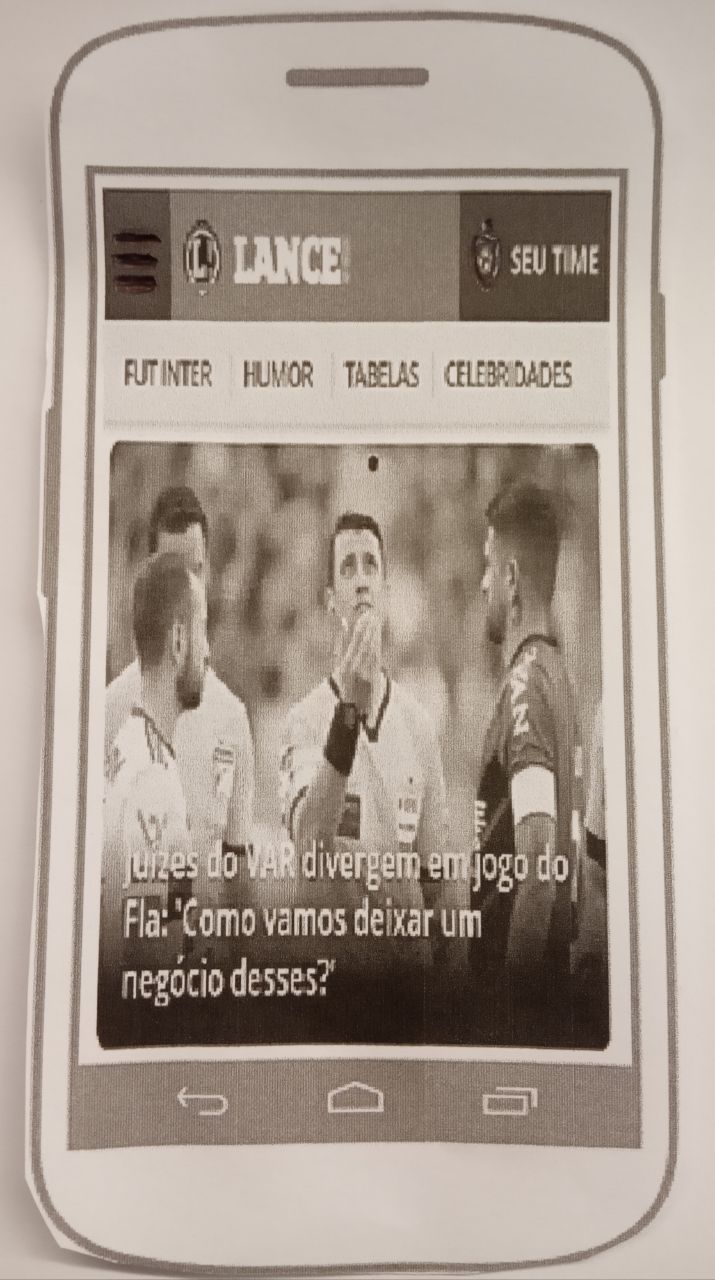 L LANCE!
SEU TIME
FUT INTER HUMOR TABELAS CELEBRIDADES
Juízes do VAR divergem em jogo do
Fla: 'Como vamos deixar um
negócio desses?'